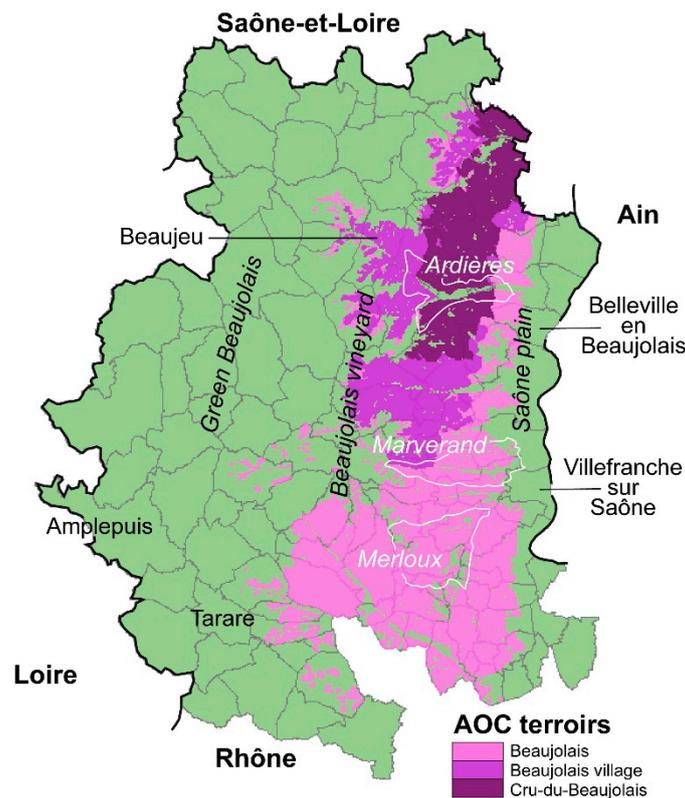 Saône-et-Loire
Ain
Beaujeu
Ardières
Green Beaujolais
Beaujolais vineyard
Saône plain
Belleville
en
Beaujolais
Marverand
Villefranche
sur
Saône
Amplepuis
Merloux
Tarare
Loire
Rhône
AOC terroirs
Beaujolais
Beaujolais village
Cru-du-Beaujolais